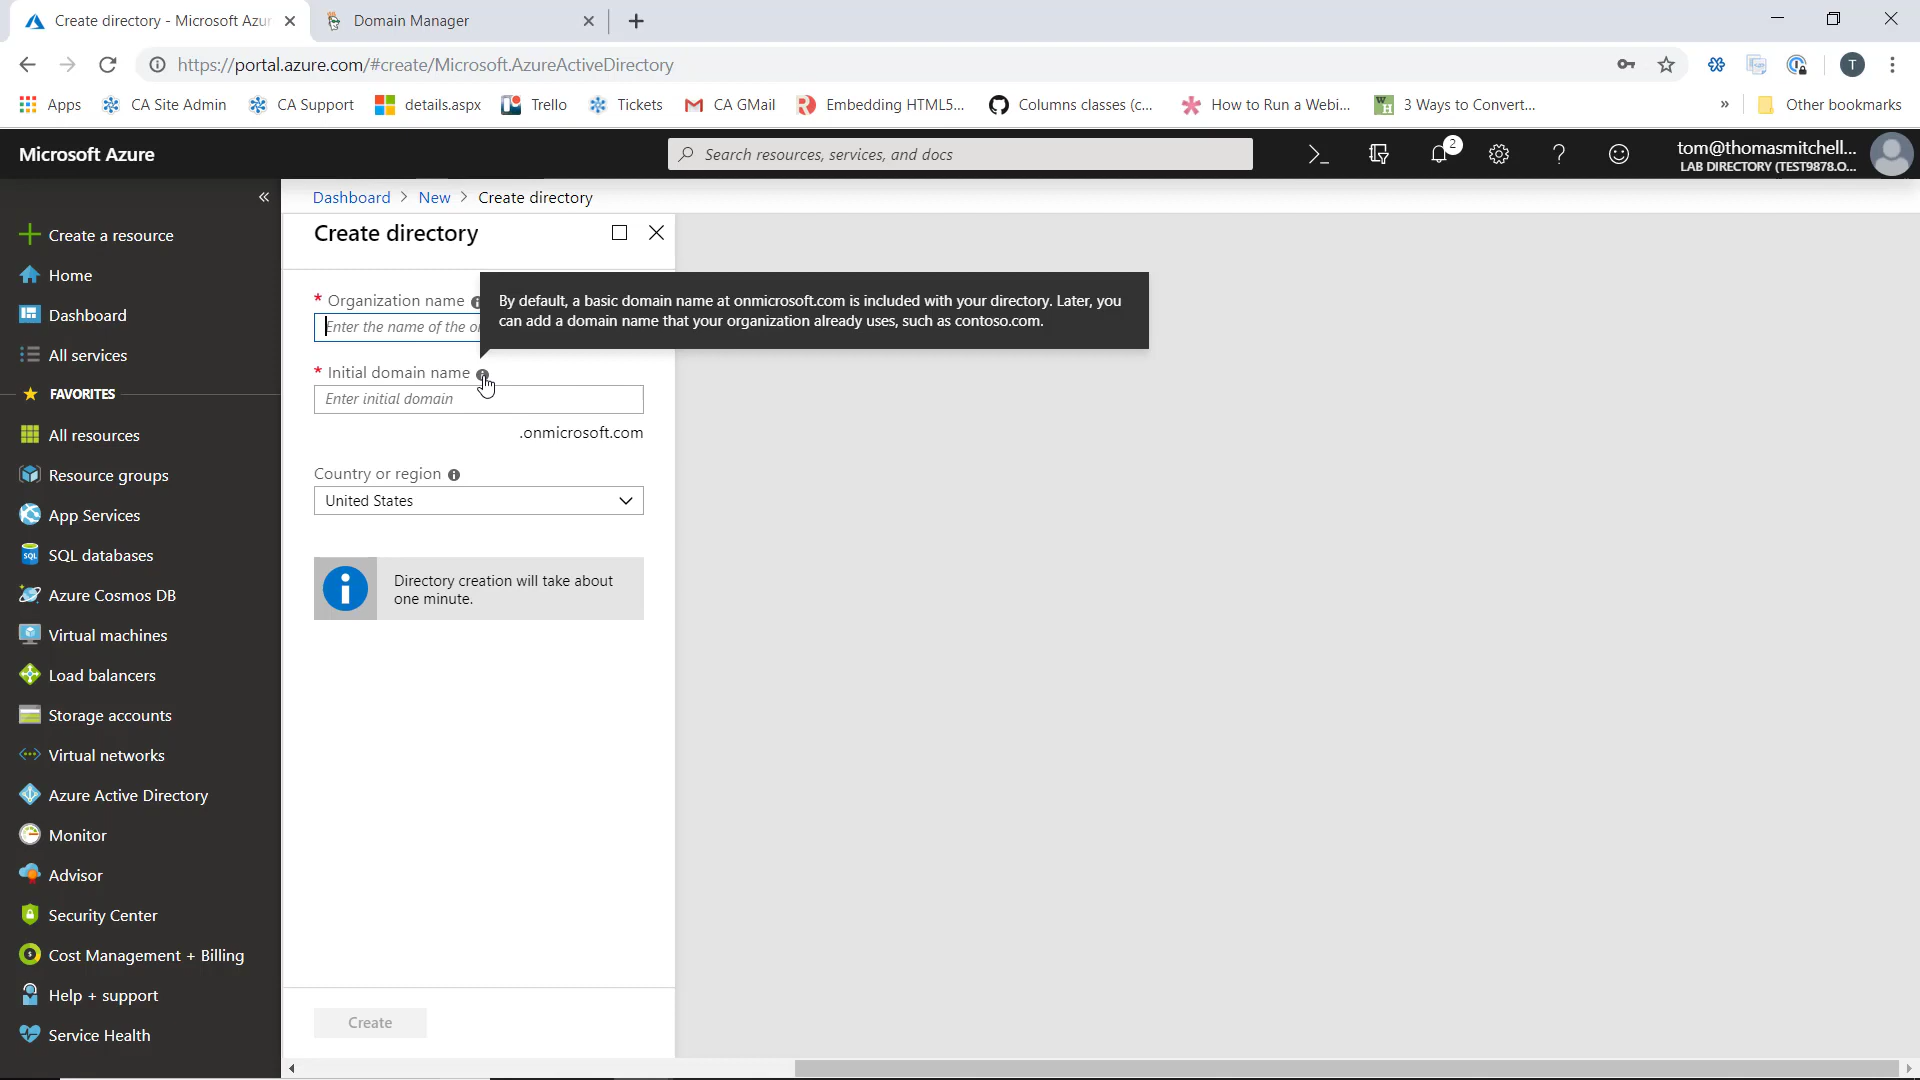 Create directory - Microsoft Azur
Domain Manager
https://portal.azure.com/#create/Microsoft.AzureActiveDirectory
T
Apps
CA Site Admin
CA Support
details.aspx
Trello
Tickets
CA GMail
Embedding HTML5...
Columns classes (c...
How to Run a Webi...
3 Ways to Convert...
»
Other bookmarks
Microsoft Azure
Search resources, services, and docs
2
tom@thomasmitchell...
LAB DIRECTORY (TEST9878.O...
Dashboard > New > Create directory
Create a resource
Home
Dashboard
All services
FAVORITES
All resources
Resource groups
App Services
SQL databases
Azure Cosmos DB
Virtual machines
Load balancers
Storage accounts
Virtual networks
Azure Active Directory
Monitor
Advisor
Security Center
Cost Management + Billing
Help + support
Service Health
Create directory
* Organization name
Enter the name of the o
By default, a basic domain name at onmicrosoft.com is included with your directory. Later, you
can add a domain name that your organization already uses, such as contoso.com.
* Initial domain name
Enter initial domain
.onmicrosoft.com
Country or region
United States
Directory creation will take about
one minute.
Create